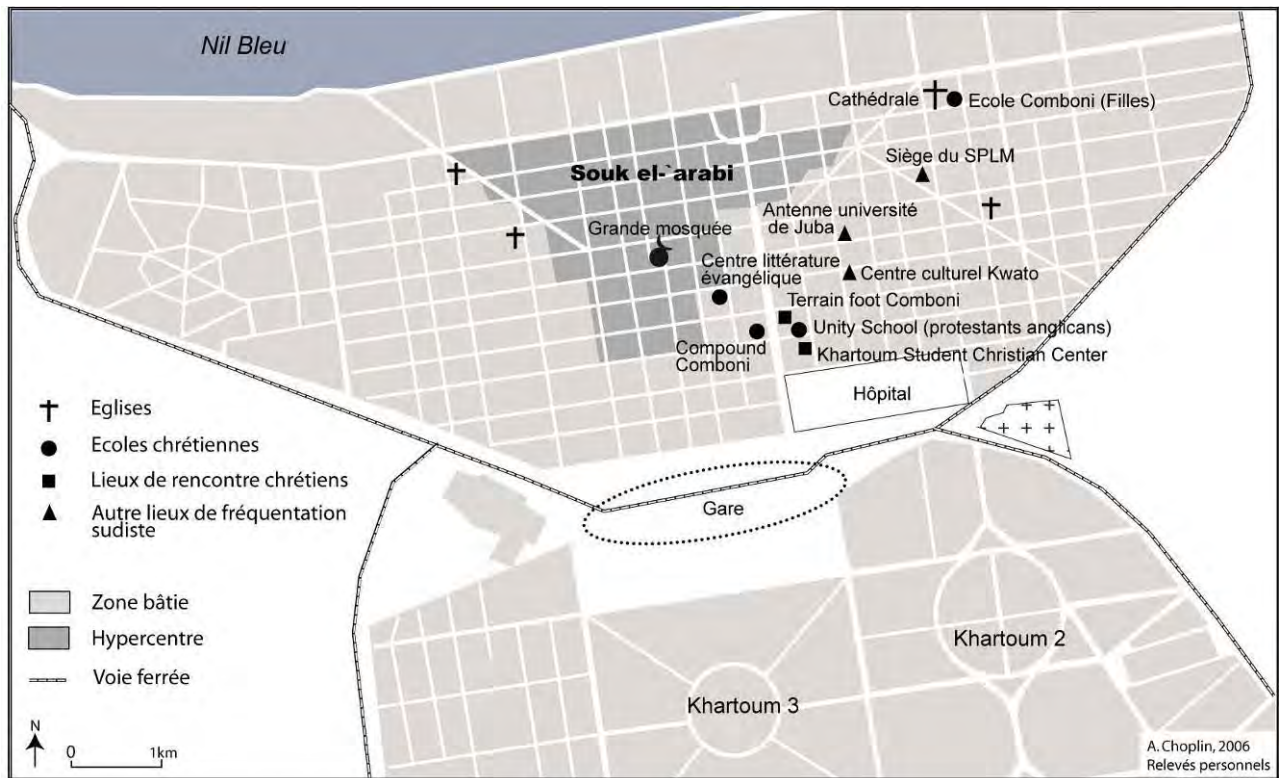 Nil Bleu
Cathédrale
Ecole Comboni (Filles)
Siège du SPLM
Souk el-`arabi
Antenne université
de Juba
Grande mosquée
Centre littérature
évangélique
Centre culturel Kwato
Terrain foot Comboni
Unity School (protestants anglicans)
Compound
Comboni
Khartoum Student Christian Center
Hôpital
Gare
Khartoum 2
Khartoum 3
Eglises
Ecoles chrétiennes
Lieux de rencontre chrétiens
Autre lieux de fréquentation
sudiste
Zone bâtie
Hypercentre
Voie ferrée
N
0 1km
A. Choplin, 2006
Relevés personnels